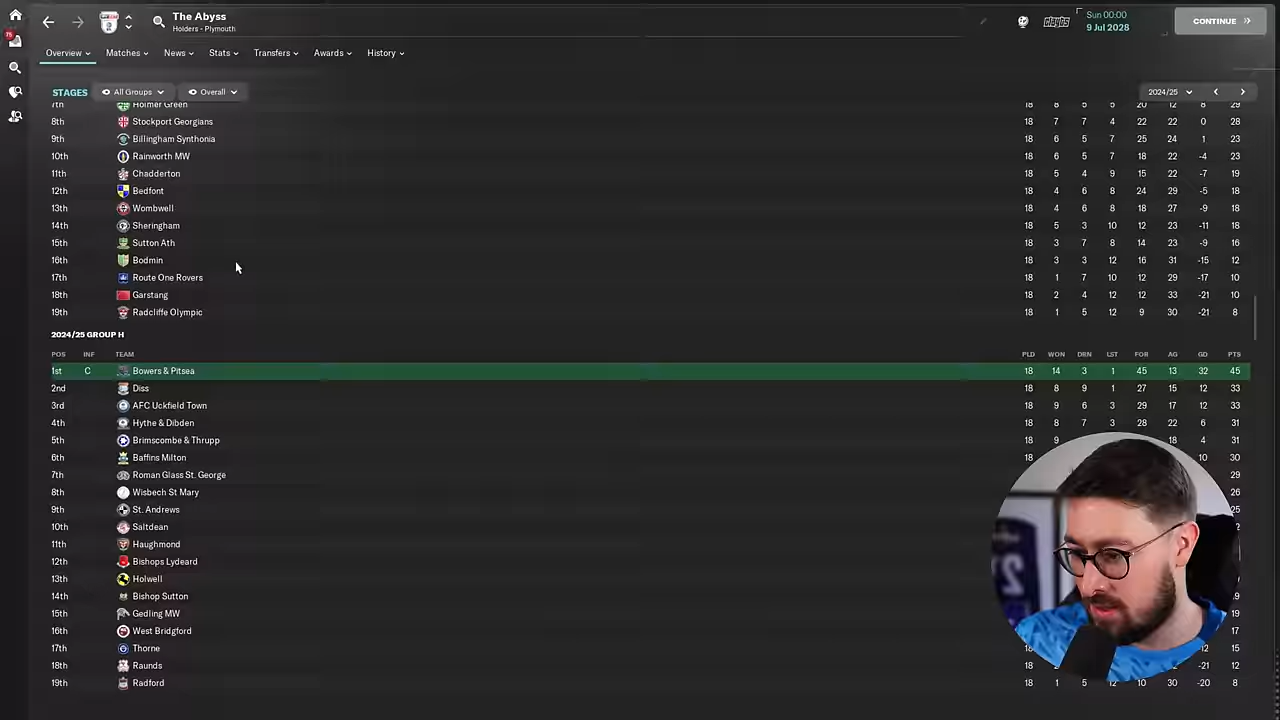 The Abyss
Holders - Plymouth
Sun 00:00
9 Jul 2028
CONTINUE
75
Overview Matches News Stats Transfers Awards History
STAGES All Groups Overall 2024/25
7th Holmer Green 18 8 5 5 20 12 8 29
8th Stockport Georgians 18 7 7 4 22 22 0 28
9th Billingham Synthonia 18 6 5 7 25 24 1 23
10th Rainworth MW 18 6 5 7 18 22 -4 23
11th Chadderton 18 5 4 9 15 22 -7 19
12th Bedfont 18 4 6 8 24 29 -5 18
13th Wombwell 18 4 6 8 18 27 -9 18
14th Sheringham 18 5 3 10 12 23 -11 18
15th Sutton Ath 18 3 7 8 14 23 -9 16
16th Bodmin 18 3 3 12 16 31 -15 12
17th Route One Rovers 18 1 7 10 12 29 -17 10
18th Garstang 18 2 4 12 12 33 -21 10
19th Radcliffe Olympic 18 1 5 12 9 30 -21 8
2024/25 GROUP H
POS INF TEAM PLD WON DRN LST FOR AG GD PTS
1st C Bowers & Pitsea 18 14 3 1 45 13 32 45
2nd Diss 18 8 9 1 27 15 12 33
3rd AFC Uckfield Town 18 9 6 3 29 17 12 33
4th Hythe & Dibden 18 8 7 3 28 22 6 31
5th Brimscombe & Thrupp 18 9 18 4 31
6th Baffins Milton 18 10 30
7th Roman Glass St. George 29
8th Wisbech St Mary 26
9th St. Andrews 25
10th Saltdean
11th Haughmond
12th Bishops Lydeard
13th Holwell
14th Bishop Sutton
15th Gedling MW
16th West Bridgford 17
17th Thorne 15
18th Raunds 18 -21 12
19th Radford 18 1 5 12 10 30 -20 8